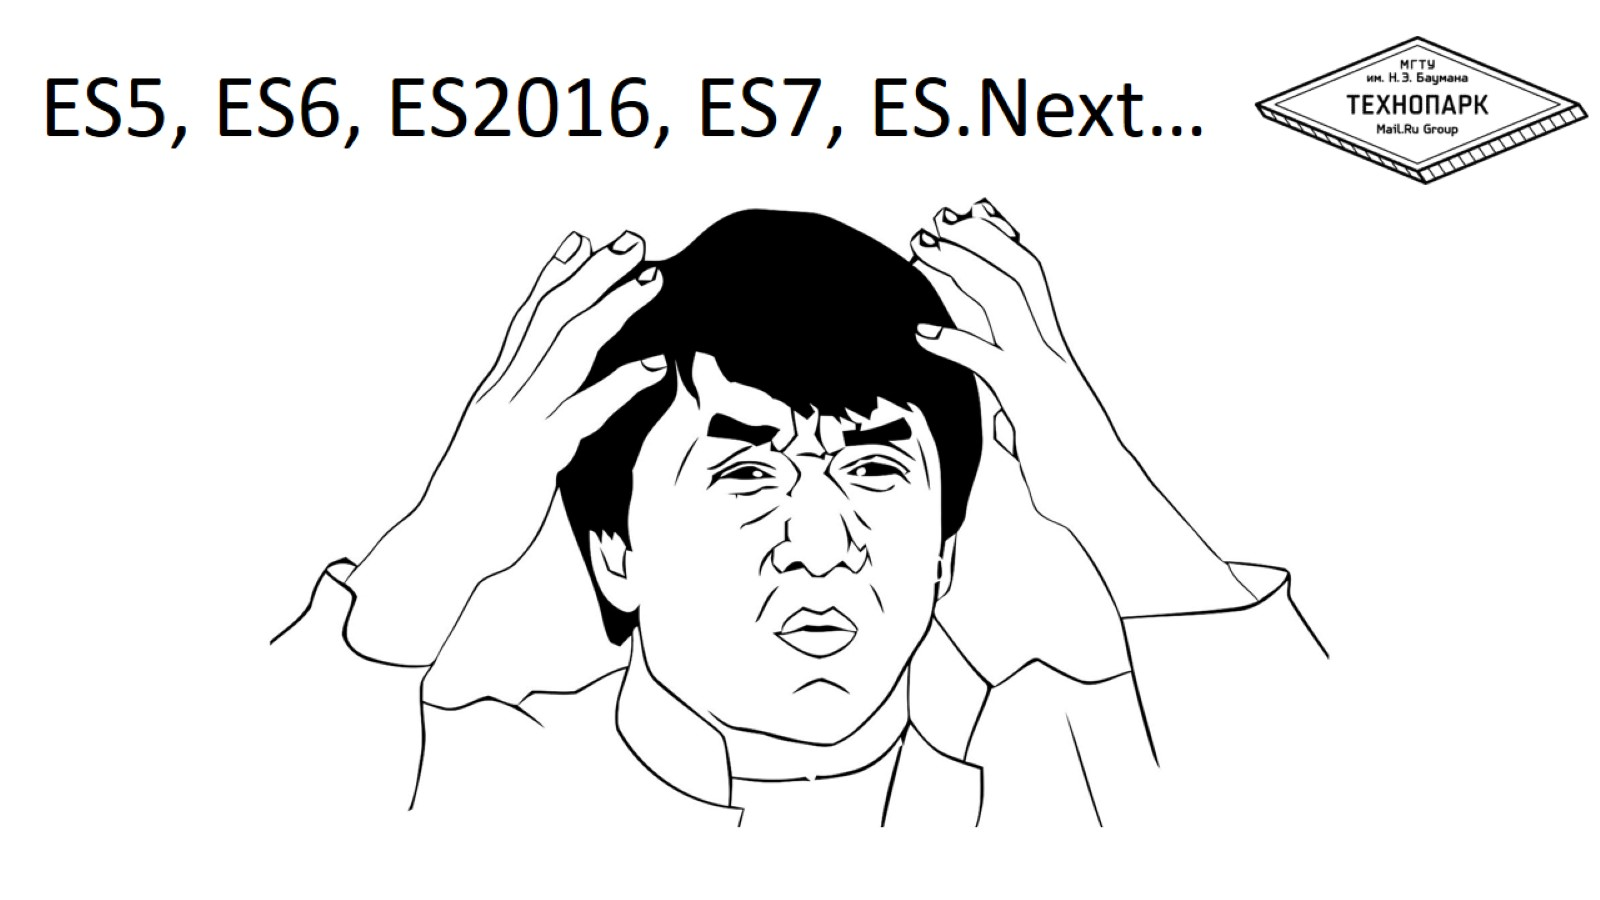 ES5, ES6, ES2016, ES7, ES.Next...
МГТУ
им. Н.Э. Баумана
ТЕХНОПАРК
Mail.Ru Group